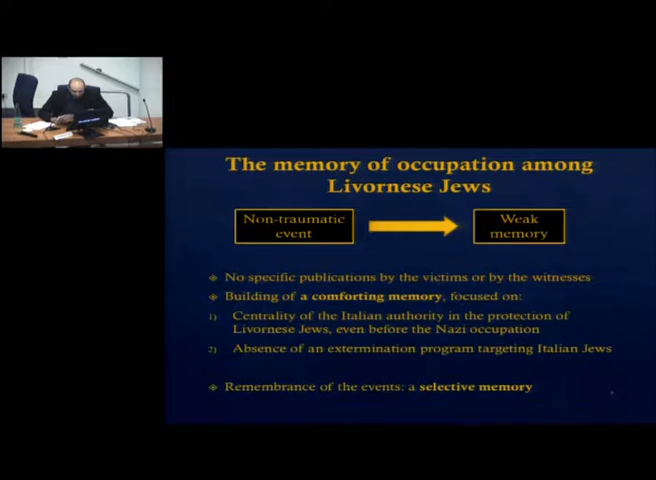 The memory of occupation among
Livornese Jews
Non-traumatic
event
Weak
memory
No specific publications by the victims or by the witnesses
Building of a comforting memory, focused on:
1) Centrality of the Italian authority in the protection of
Livornese Jews, even before the Nazi occupation
2) Absence of an extermination program targeting Italian Jews
Remembrance of the events: a selective memory